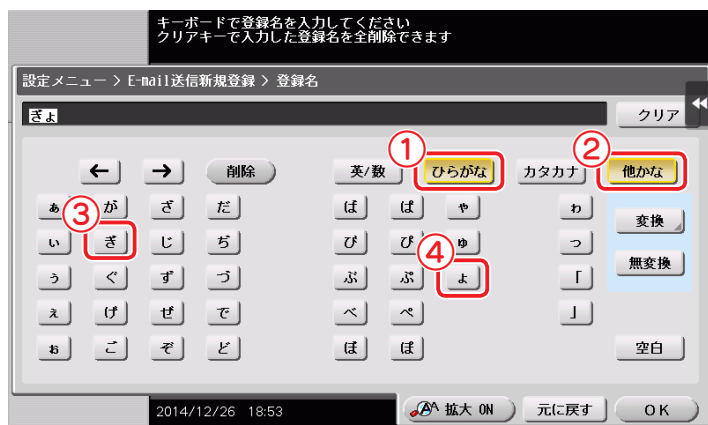 キーボードで登録名を入力してください
クリアキーで入力した登録名を全削除できます
設定メニュー > E-mail送信新規登録 > 登録名
ぎょ クリア
① ②
← → 削除 英/数 ひらがな カタカナ 他かな
③
ぁ が ざ だ ば ぱ ゃ ゎ 変換
④
ぃ ぎ じ ぢ び ぴ ゅ っ
無変換
ぅ ぐ ず づ ぶ ぷ ょ 「
ぇ げ ぜ で べ ぺ 」
ぉ ご ぞ ど ぼ ぽ 空白
2014/12/26 18:53 拡大 ON 元に戻す OK